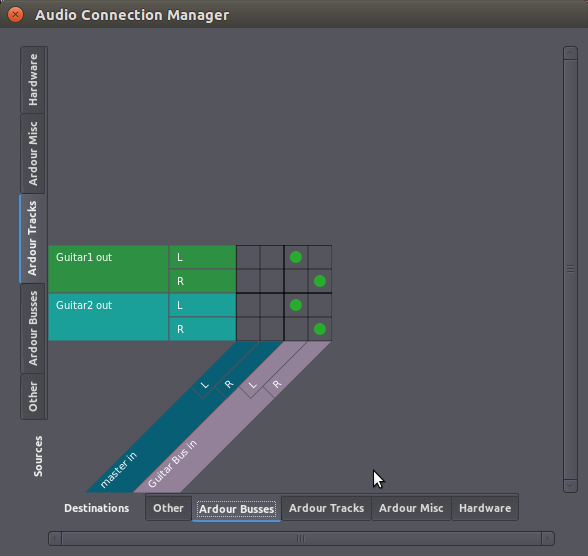 Audio Connection Manager
Hardware
Ardour Misc
Ardour Tracks
Ardour Busses
Other
Sources
Guitar1 out L
R
Guitar2 out L
R
L R L R
master in
Guitar Bus in
Destinations Other Ardour Busses Ardour Tracks Ardour Misc Hardware